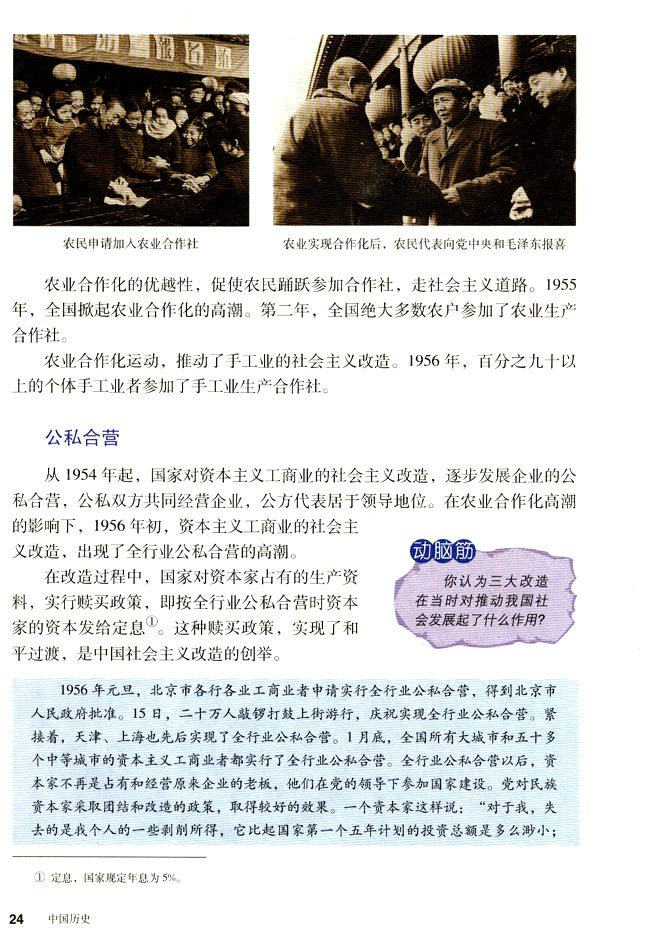 农民申请加入农业合作社
农业实现合作化后，农民代表向党中央和毛泽东报喜
农业合作化的优越性，促使农民踊跃参加合作社，走社会主义道路。1955
年，全国掀起农业合作化的高潮。第二年，全国绝大多数农户参加了农业生产
合作社。
农业合作化运动，推动了手工业的社会主义改造。1956 年，百分之九十以
上的个体手工业者参加了手工业生产合作社。
公私合营
从 1954 年起，国家对资本主义工商业的社会主义改造，逐步发展企业的公
私合营，公私双方共同经营企业，公方代表居于领导地位。在农业合作化高潮
的影响下，1956 年初，资本主义工商业的社会主
义改造，出现了全行业公私合营的高潮。
在改造过程中，国家对资本家占有的生产资
料，实行赎买政策，即按全行业公私合营时资本
家的资本发给定息①。这种赎买政策，实现了和
平过渡，是中国社会主义改造的创举。
动脑筋
你认为三大改造
在当时对推动我国社
会发展起了什么作用?
1956 年元旦，北京市各行各业工商业者申请实行全行业公私合营，得到北京市
人民政府批准。15 日，二十万人敲锣打鼓上街游行，庆祝实现全行业公私合营。紧
接着，天津、上海也先后实现了全行业公私合营。1 月底，全国所有大城市和五十多
个中等城市的资本主义工商业者都实行了全行业公私合营。全行业公私合营以后，资
本家不再是占有和经营原来企业的老板，他们在党的领导下参加国家建设。党对民族
资本家采取团结和改造的政策，取得较好的效果。一个资本家这样说：“对于我，失
去的是我个人的一些剥削所得，它比起国家第一个五年计划的投资总额是多么渺小；
① 定息，国家规定年息为 5%。
24 中国历史